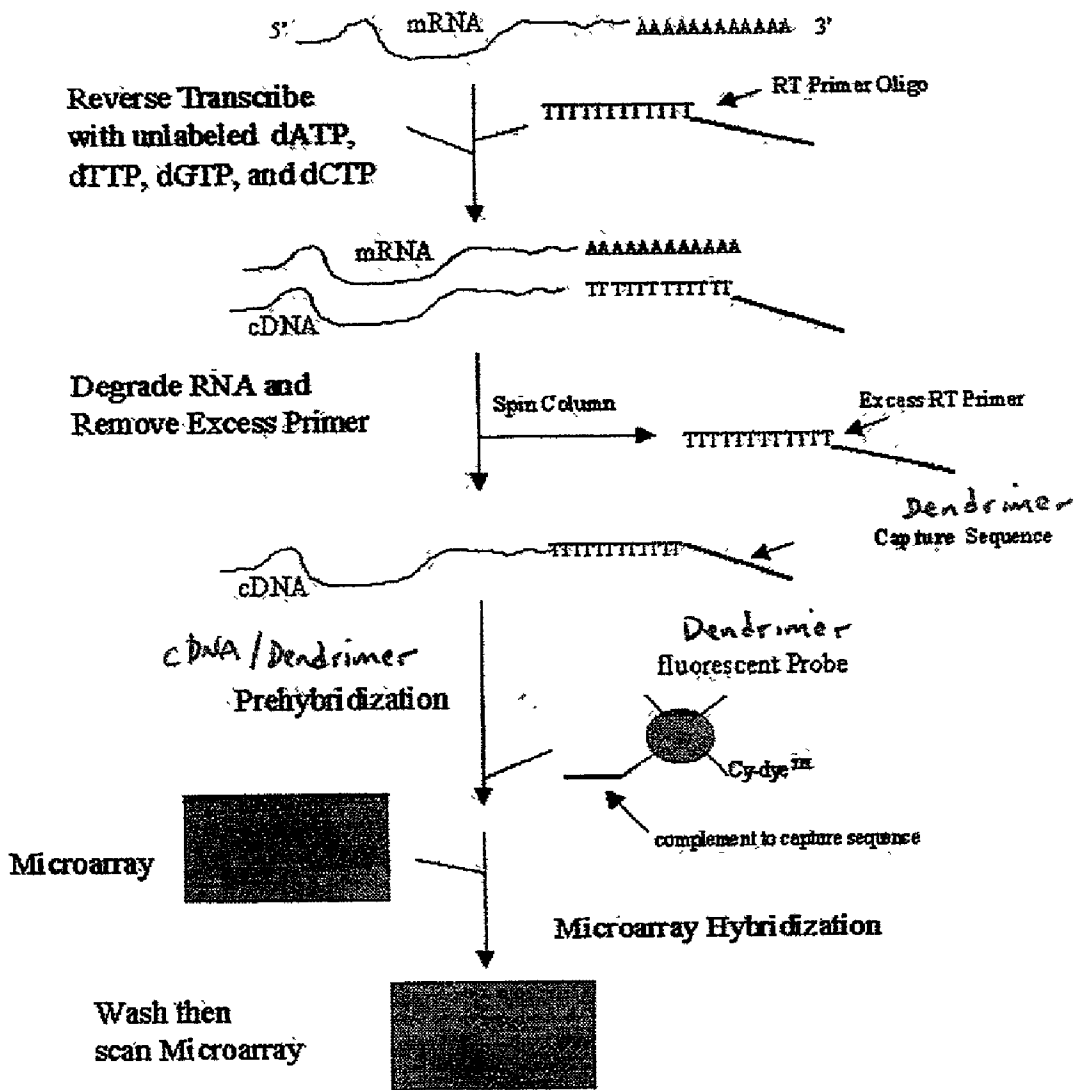 5' mRNA AAAAAAAAAAAA 3'
RT Primer Oligo
Reverse Transcribe
with unlabeled dATP,
dTTP, dGTP, and dCTP
TTTTTTTTTTTT
mRNA AAAAAAAAAAAA
cDNA TTTTTTTTTTTT
Degrade RNA and
Remove Excess Primer
Spin Column
Excess RT Primer
TTTTTTTTTTTT
Dendrimer
Capture Sequence
cDNA TTTTTTTTTTTT
cDNA/Dendrimer
Prehybridization
Dendrimer
fluorescent Probe
Cy-dye™
complement to capture sequence
Microarray
Microarray Hybridization
Wash then
scan Microarray